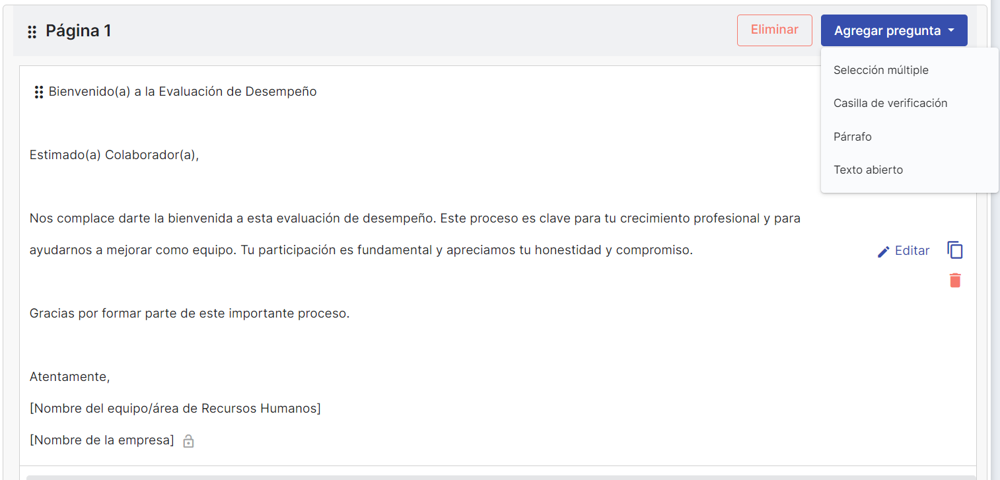 Página 1
Eliminar
Agregar pregunta
Selección múltiple
Casilla de verificación
Párrafo
Texto abierto
Bienvenido(a) a la Evaluación de Desempeño
Estimado(a) Colaborador(a),
Nos complace darte la bienvenida a esta evaluación de desempeño. Este proceso es clave para tu crecimiento profesional y para
ayudarnos a mejorar como equipo. Tu participación es fundamental y apreciamos tu honestidad y compromiso.
Editar
Gracias por formar parte de este importante proceso.
Atentamente,
[Nombre del equipo/área de Recursos Humanos]
[Nombre de la empresa]